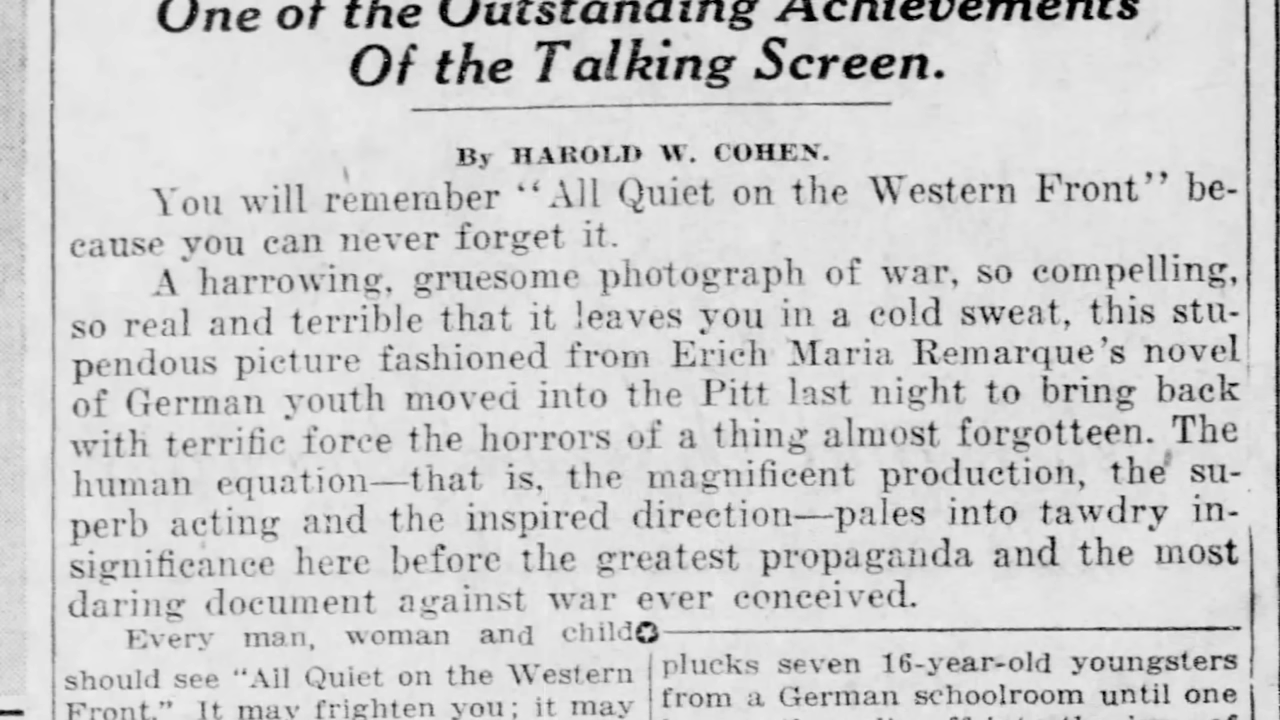 One of the Outstanding Achievements
Of the Talking Screen.
By HAROLD W. COHEN.
You will remember "All Quiet on the Western Front" be-
cause you can never forget it.
A harrowing, gruesome photograph of war, so compelling,
so real and terrible that it leaves you in a cold sweat, this stu-
pendous picture fashioned from Erich Maria Remarque's novel
of German youth moved into the Pitt last night to bring back
with terrific force the horrors of a thing almost forgotteen. The
human equation—that is, the magnificent production, the su-
perb acting and the inspired direction—pales into tawdry in-
significance here before the greatest propaganda and the most
daring document against war ever conceived.
Every man, woman and child
should see "All Quiet on the Western
Front." It may frighten you; it may
plucks seven 16-year-old youngsters
from a German schoolroom until one